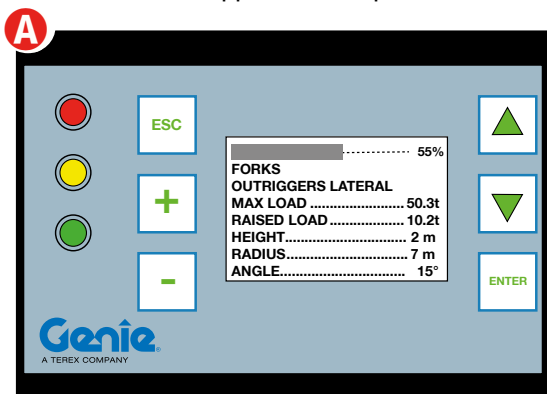 A
ESC
+
-
55%
FORKS
OUTRIGGERS LATERAL
MAX LOAD ........................ 50.3t
RAISED LOAD ................... 10.2t
HEIGHT.............................. 2 m
RADIUS.............................. 7 m
ANGLE............................... 15°
ENTER
Genie®
A TEREX COMPANY